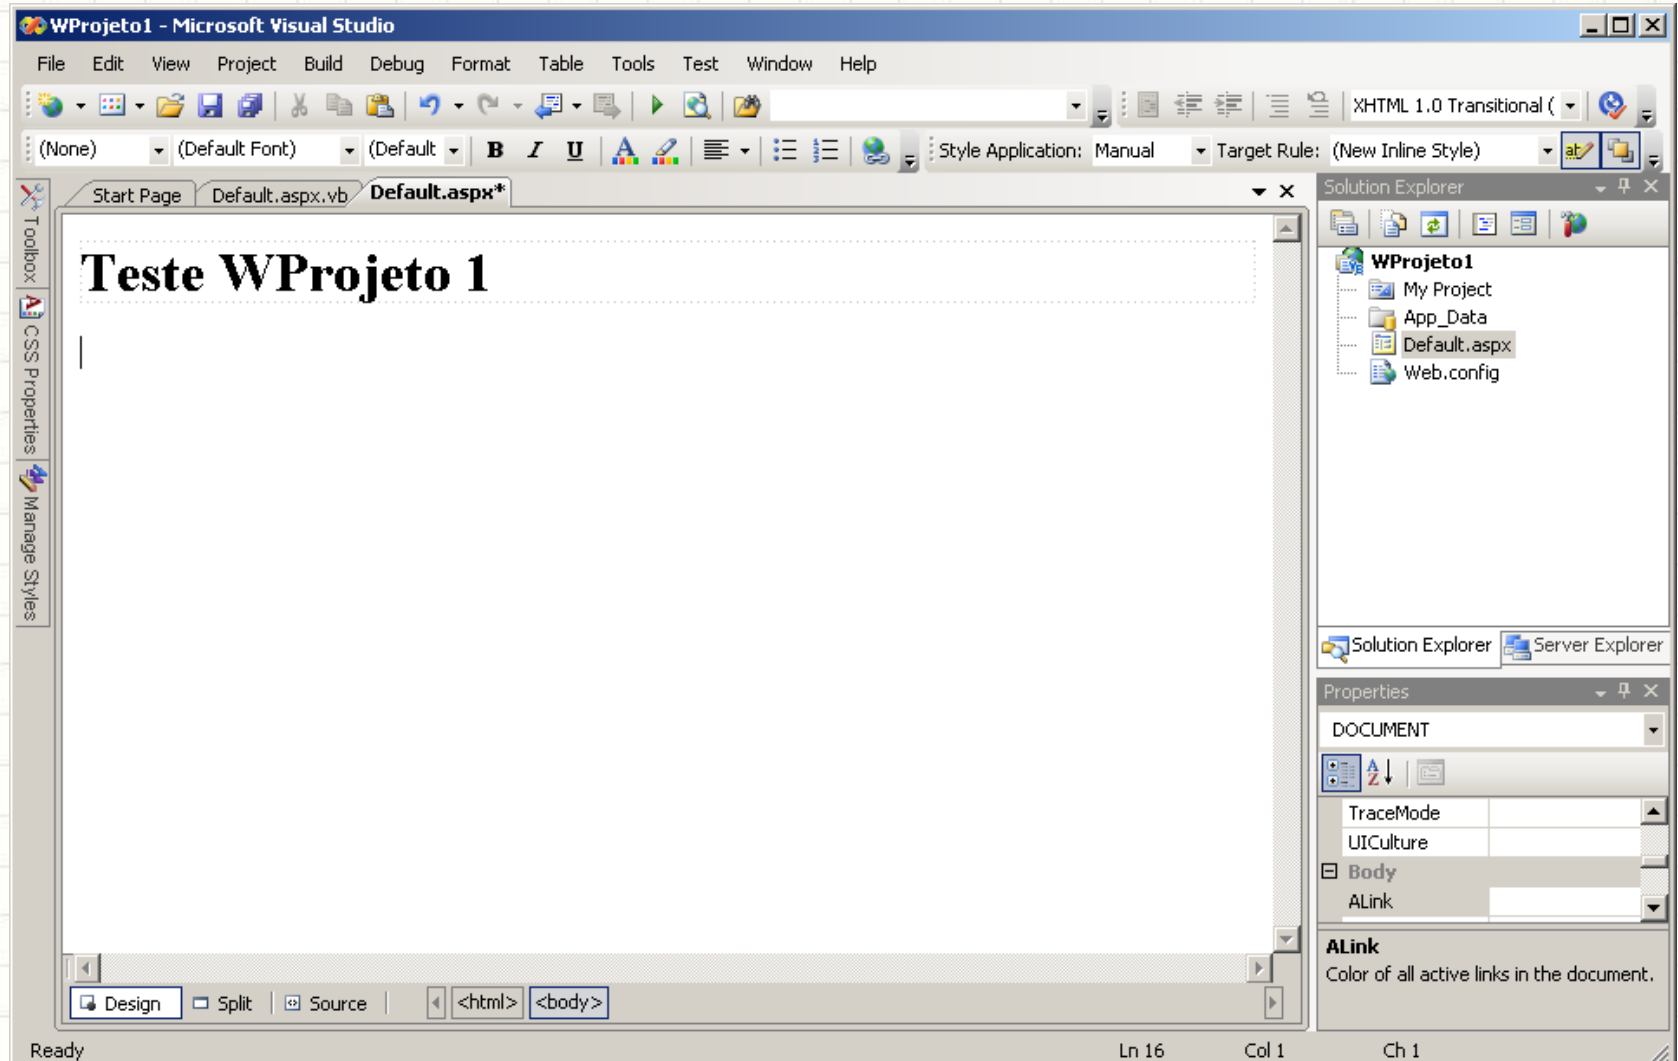 WProjeto1 - Microsoft Visual Studio
File Edit View Project Build Debug Format Table Tools Test Window Help
XHTML 1.0 Transitional (
(None) (Default Font) (Default B I U A Style Application: Manual Target Rule: (New Inline Style)
Start Page Default.aspx.vb Default.aspx*
Toolbox
CSS Properties
Manage Styles
Teste WProjeto 1
Design Split Source <html> <body>
Solution Explorer
WProjeto1
My Project
App_Data
Default.aspx
Web.config
Solution Explorer Server Explorer
Properties
DOCUMENT
TraceMode
UICulture
Body
ALink
ALink
Color of all active links in the document.
Ready Ln 16 Col 1 Ch 1